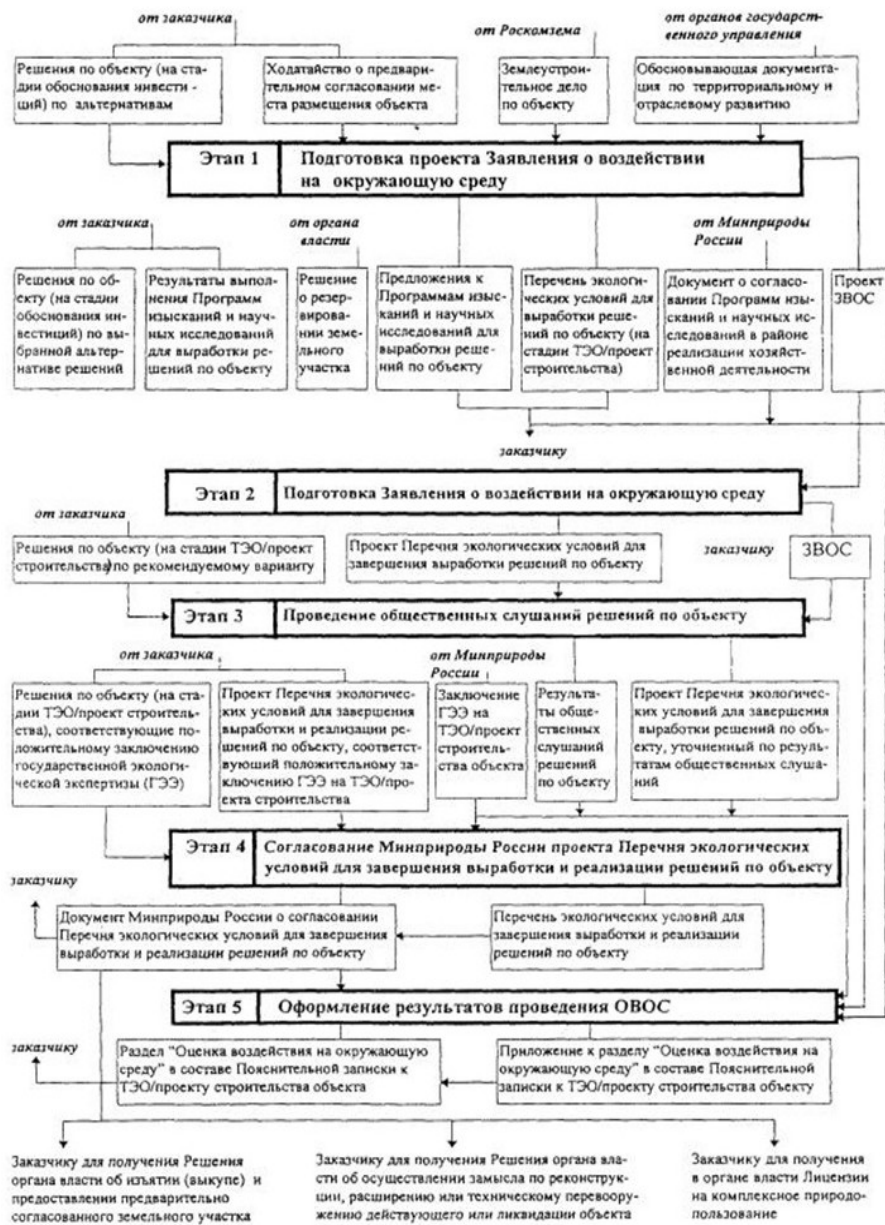 от заказчика
от Роскомзема
от органов государст-
венного управления
Решения по объекту (на ста-
дии обоснования инвести -
ций) по альтернативам
Ходатайство о предвари-
тельном согласовании ме-
ста размещения объекта
Землеустрои-
тельное дело
по объекту
Обосновывающая документа-
ция по территориальному и
отраслевому развитию
Этап 1
Подготовка проекта Заявления о воздействии
на окружающую среду
от заказчика
от органа
власти
от Минприроды
России
Решения по об-
екту (на стадии
обоснования ин-
вестиций) по вы-
бранной альтер-
нативе решений
Результаты выпол-
нения Программ
изысканий и науч-
ных исследований
для выработки ре-
шений по объекту
Решение
о резер-
вирова-
нии земе-
льного
участка
Предложения к
Программам изыс-
каний и научных
исследований для
выработки реше-
ний по объекту
Перечень эколо-
гических условий для
выработки реше-
ний по объекту (на
стадии ТЭО/проект
строительства)
Документ о согласо-
вании Программ изы-
сканий и научных ис-
следований в районе
реализации хозяйст-
венной деятельности
Проект
ЗВОС
заказчику
Этап 2
Подготовка Заявления о воздействии на окружающую среду
от заказчика
Решения по объекту (на стадии ТЭО/проект
строительства) по рекомендуемому варианту
Проект Перечня экологических условий для
завершения выработки решений по объекту
заказчику
ЗВОС
Этап 3
Проведение общественных слушаний решений по объекту
от заказчика
от Минприроды
России
Решения по объекту (на ста-
дии ТЭО/проект строитель-
ства), соответствующие по-
ложительному заключению
государственной экологи-
ческой экспертизы (ГЭЭ)
Проект Перечня экологичес-
ких условий для завершения
выработки и реализации ре-
шений по объекту, соответст-
вующий положительному за-
ключению ГЭЭ на ТЭО/про-
екта строительства
Заключение
ГЭЭ на
ТЭО/проект
строитель-
ства объекта
Результа-
ты общест-
венных
слушаний
решений
по объекту
Проект Перечня экологичес-
ких условий для завершения
выработки решений по объ-
екту, уточненный по резуль-
татам общественных слуша-
ний
Этап 4
Согласование Минприроды России проекта Перечня экологических
условий для завершения выработки и реализации решений по объекту
заказчику
Документ Минприроды России о согласовании
Перечня экологических условий для завершения
выработки и реализации решений по объекту
Перечень экологических условий для
завершения выработки и реализации
решений по объекту
Этап 5
Оформление результатов проведения ОВОС
заказчику
Раздел "Оценка воздействия на окружающую
среду" в составе Пояснительной записки к
ТЭО/проекту строительства объекта
Приложение к разделу "Оценка воздействия на
окружающую среду" в составе Пояснительной
записки к ТЭО/проекту строительства объекту
Заказчику для получения Решения
органа власти об изъятии (выкупе) и
предоставлении предварительно
согласованного земельного участка
Заказчику для получения Решения органа вла-
сти об осуществлении замысла по реконструк-
ции, расширению или техническому перевоору-
жению действующего или ликвидации объекта
Заказчику для получения
в органе власти Лицензии
на комплексное природо-
пользование